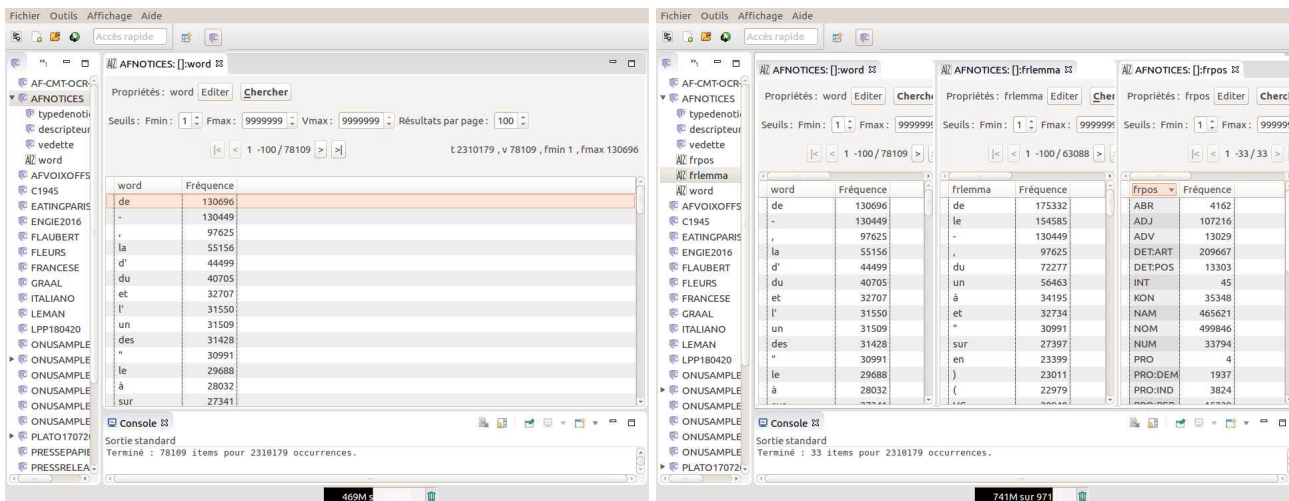 Fichier Outils Affichage Aide
Accès rapide
AFNOTICES: []:word
AF-CMT-OCR-
AFNOTICES
typedenoti
descripteur
vedette
word
AFVOIXOFFS
C1945
EATINGPARIS
ENGIE2016
FLAUBERT
FLEURS
FRANCESE
GRAAL
ITALIANO
LEMAN
LPP180420
ONUSAMPLE
ONUSAMPLE
ONUSAMPLE
ONUSAMPLE
ONUSAMPLE
ONUSAMPLE
PLATO17072
PRESSEPAPIE
PRESSRELEA
Propriétés : word Editer Chercher
Seuils : Fmin : 1 Fmax : 9999999 Vmax : 9999999 Résultats par page : 100
|< < 1 -100 / 78109 > >| t 2310179 , v 78109 , fmin 1 , fmax 130696
word Fréquence
de 130696
- 130449
, 97625
la 55156
d' 44499
du 40705
et 32707
l' 31550
un 31509
des 31428
" 30991
le 29688
à 28032
sur 27341
Console
Sortie standard
Terminé : 78109 items pour 2310179 occurrences.
469M s
Fichier Outils Affichage Aide
Accès rapide
AFNOTICES: []:word AFNOTICES: []:frlemma AFNOTICES: []:frpos
AF-CMT-OCR-
AFNOTICES
typedenoti
descripteur
vedette
frpos
frlemma
word
AFVOIXOFFS
C1945
EATINGPARIS
ENGIE2016
FLAUBERT
FLEURS
FRANCESE
GRAAL
ITALIANO
LEMAN
LPP180420
ONUSAMPLE
ONUSAMPLE
ONUSAMPLE
ONUSAMPLE
ONUSAMPLE
ONUSAMPLE
PLATO17072
Propriétés : word Editer Cherch
Seuils : Fmin : 1 Fmax : 999999
|< < 1 -100 / 78109 >
word Fréquence
de 130696
- 130449
, 97625
la 55156
d' 44499
du 40705
et 32707
l' 31550
un 31509
des 31428
" 30991
le 29688
à 28032
Propriétés : frlemma Editer Cher
Seuils : Fmin : 1 Fmax : 999999
|< < 1 -100 / 63088 >
frlemma Fréquence
de 175332
le 154585
- 130449
, 97625
du 72277
un 56463
à 34195
et 32734
" 30991
sur 27397
en 23399
) 23011
( 22979
Propriétés : frpos Editer Cherc
Seuils : Fmin : 1 Fmax : 99999
|< < 1 -33 / 33 >
frpos Fréquence
ABR 4162
ADJ 107216
ADV 13029
DET:ART 209667
DET:POS 13303
INT 45
KON 35348
NAM 465621
NOM 499846
NUM 33794
PRO 4
PRO:DEM 1937
PRO:IND 3824
Console
Sortie standard
Terminé : 33 items pour 2310179 occurrences.
741M sur 971